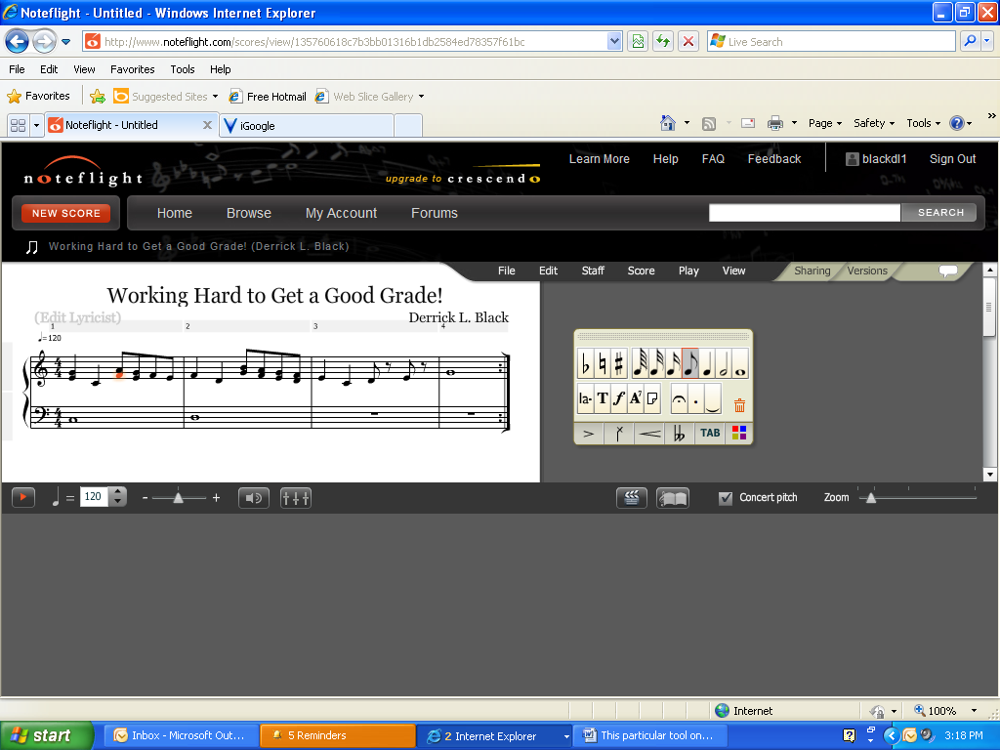 Noteflight - Untitled - Windows Internet Explorer
http://www.noteflight.com/scores/view/135760618c7b3bb01316b1db2584ed78357f61bc
Live Search
File Edit View Favorites Tools Help
Favorites Suggested Sites Free Hotmail Web Slice Gallery
Noteflight - Untitled X iGoogle Page Safety Tools »
noteflight
upgrade to crescendo
Learn More Help FAQ Feedback blackdl1 Sign Out
NEW SCORE Home Browse My Account Forums SEARCH
Working Hard to Get a Good Grade! (Derrick L. Black)
File Edit Staff Score Play View Sharing Versions
Working Hard to Get a Good Grade!
(Edit Lyricist) Derrick L. Black
1 2 3 4
♩=120
la- T f A7
TAB
= 120 - + Concert pitch Zoom
Internet 100%
start Inbox - Microsoft Out... 5 Reminders 2 Internet Explorer This particular tool on... 3:18 PM